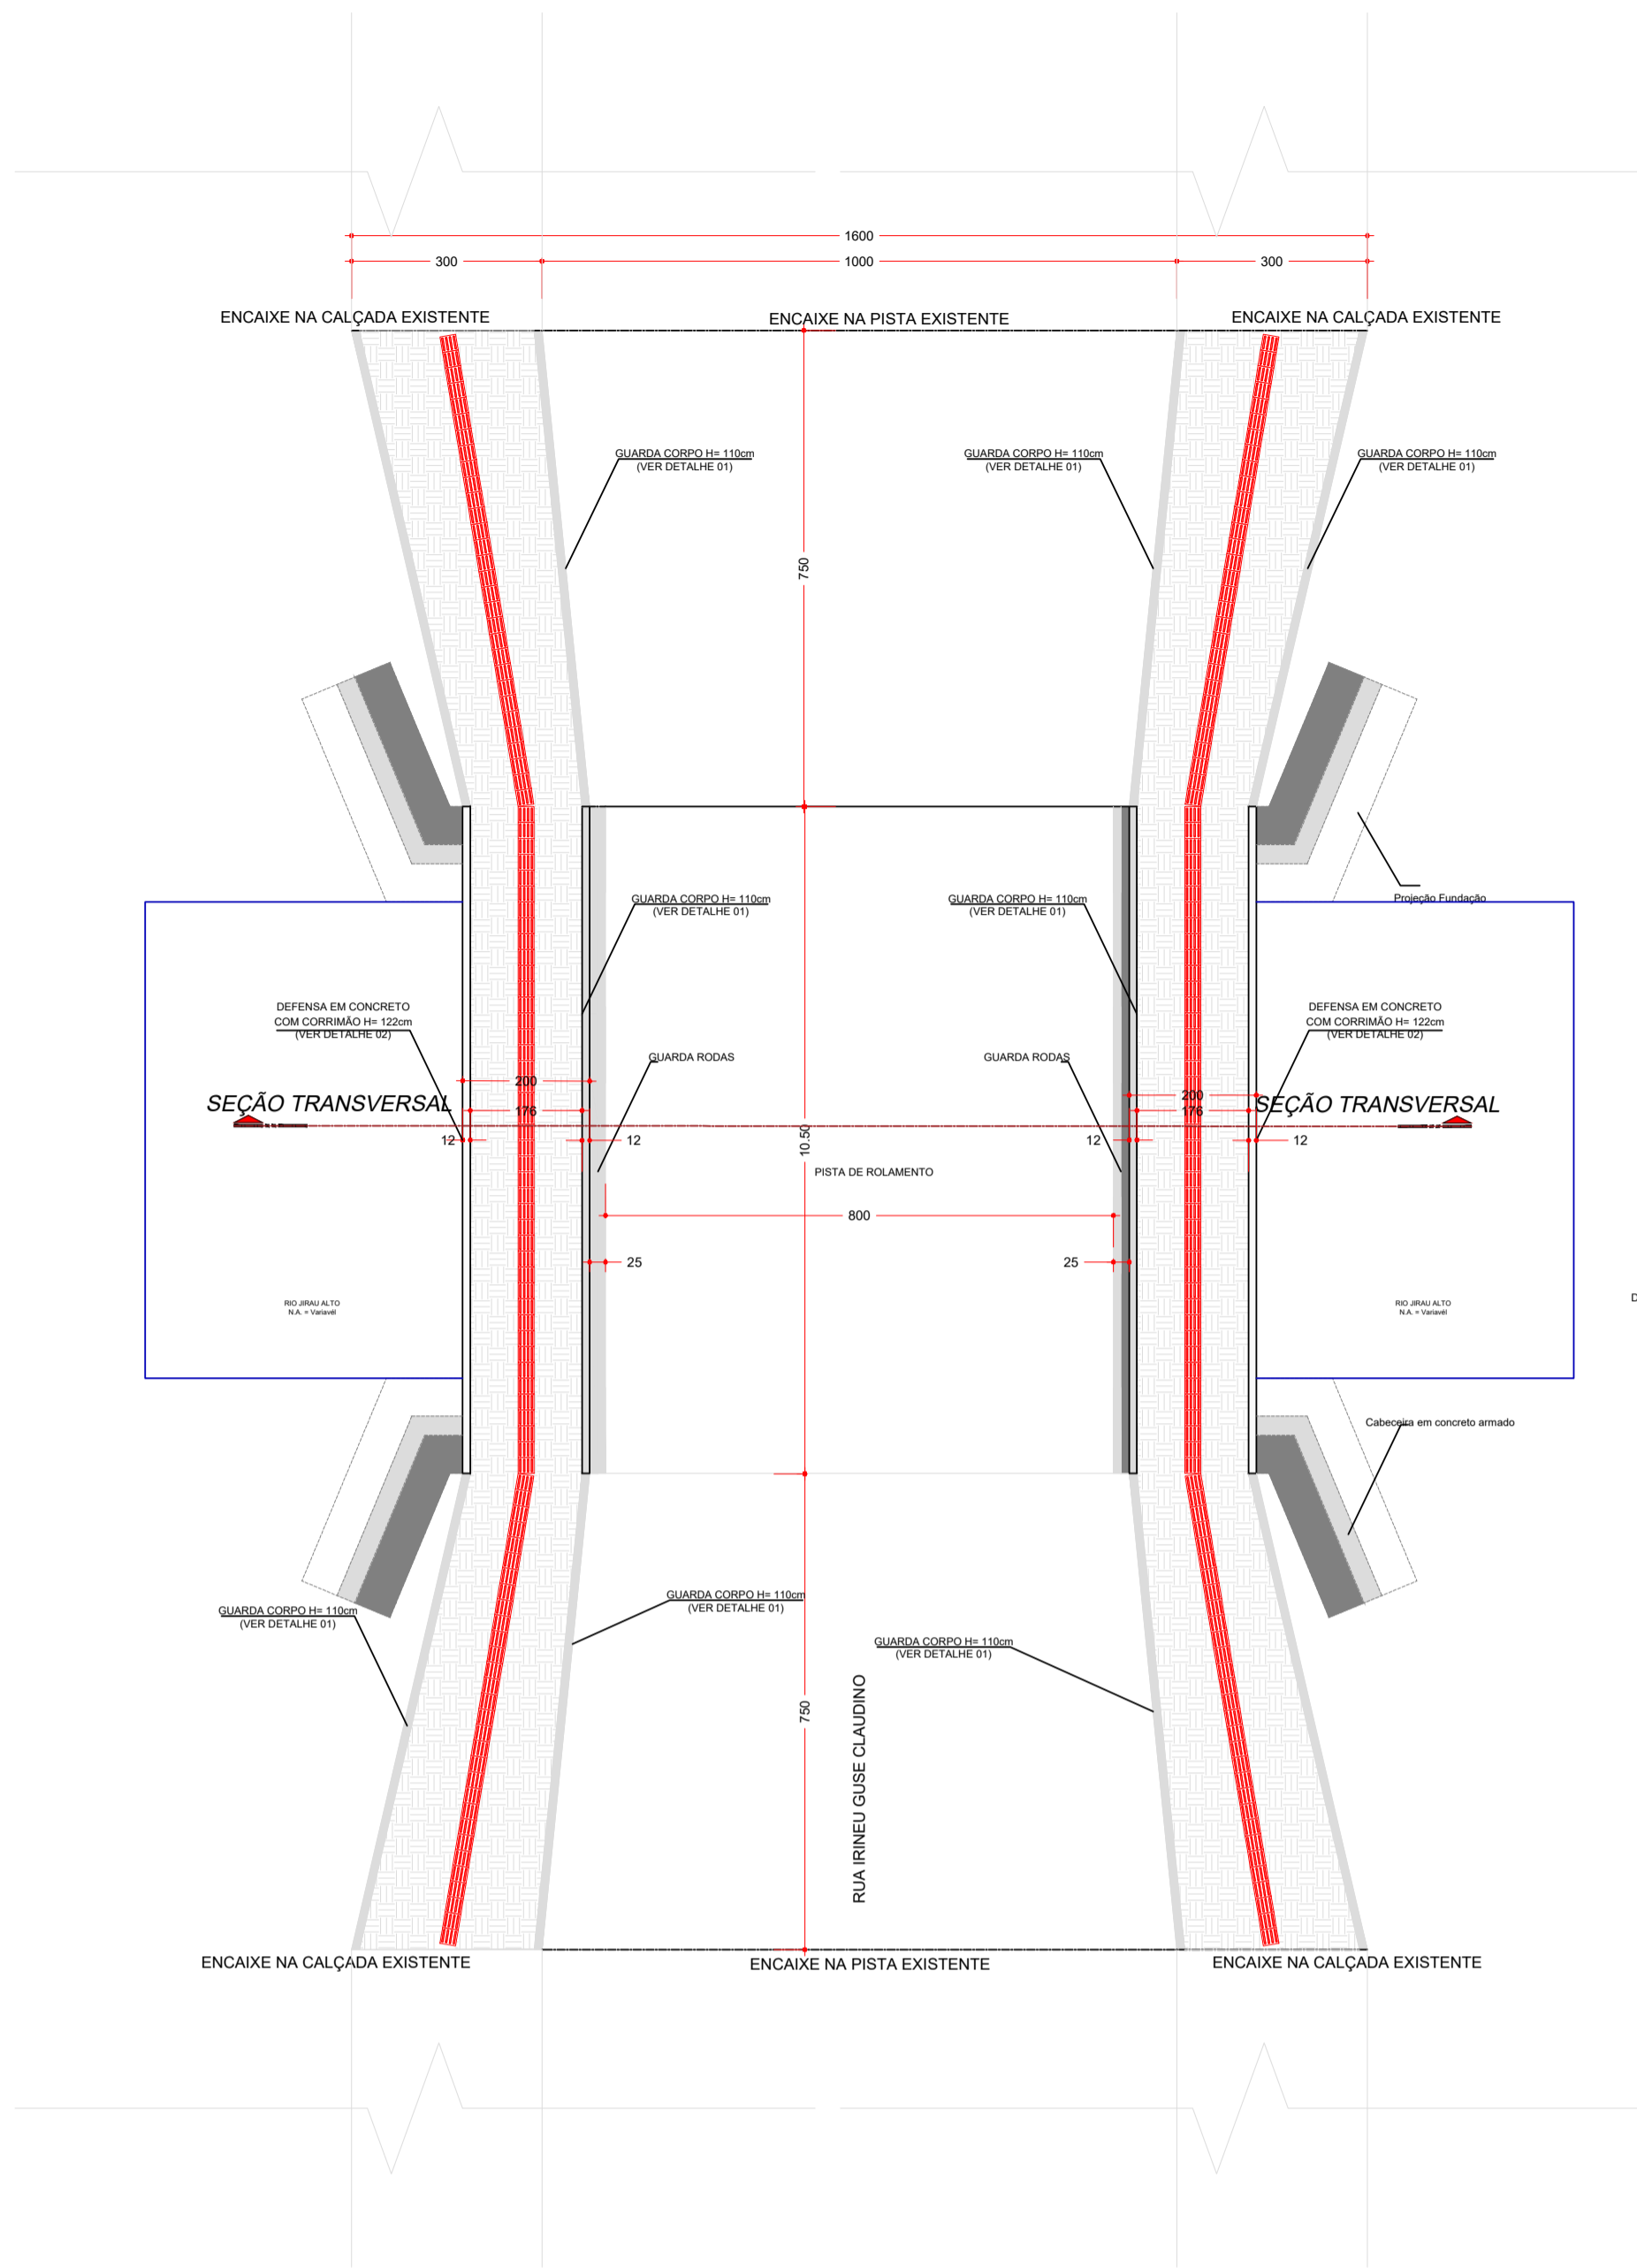 1600
300
1000
300
ENCAIXE NA CALÇADA EXISTENTE
ENCAIXE NA PISTA EXISTENTE
ENCAIXE NA CALÇADA EXISTENTE
GUARDA CORPO H= 110cm
(VER DETALHE 01)
GUARDA CORPO H= 110cm
(VER DETALHE 01)
GUARDA CORPO H= 110cm
(VER DETALHE 01)
750
GUARDA CORPO H= 110cm
(VER DETALHE 01)
GUARDA CORPO H= 110cm
(VER DETALHE 01)
Projeção Fundação
DEFENSA EM CONCRETO
COM CORRIMÃO H= 122cm
(VER DETALHE 02)
DEFENSA EM CONCRETO
COM CORRIMÃO H= 122cm
(VER DETALHE 02)
GUARDA RODAS
GUARDA RODAS
200
200
SEÇÃO TRANSVERSAL
176
176
SEÇÃO TRANSVERSAL
12
12
10.50
12
12
PISTA DE ROLAMENTO
800
25
25
RIO JIRAU ALTO
N.A. = Variavél
RIO JIRAU ALTO
N.A. = Variavél
D
Cabeceira em concreto armado
GUARDA CORPO H= 110cm
(VER DETALHE 01)
GUARDA CORPO H= 110cm
(VER DETALHE 01)
GUARDA CORPO H= 110cm
(VER DETALHE 01)
750
RUA IRINEU GUSE CLAUDINO
ENCAIXE NA CALÇADA EXISTENTE
ENCAIXE NA PISTA EXISTENTE
ENCAIXE NA CALÇADA EXISTENTE